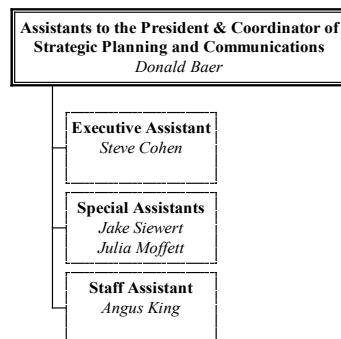 Assistants to the President & Coordinator of
Strategic Planning and Communications
Donald Baer
Executive Assistant
Steve Cohen
Special Assistants
Jake Siewert
Julia Moffett
Staff Assistant
Angus King